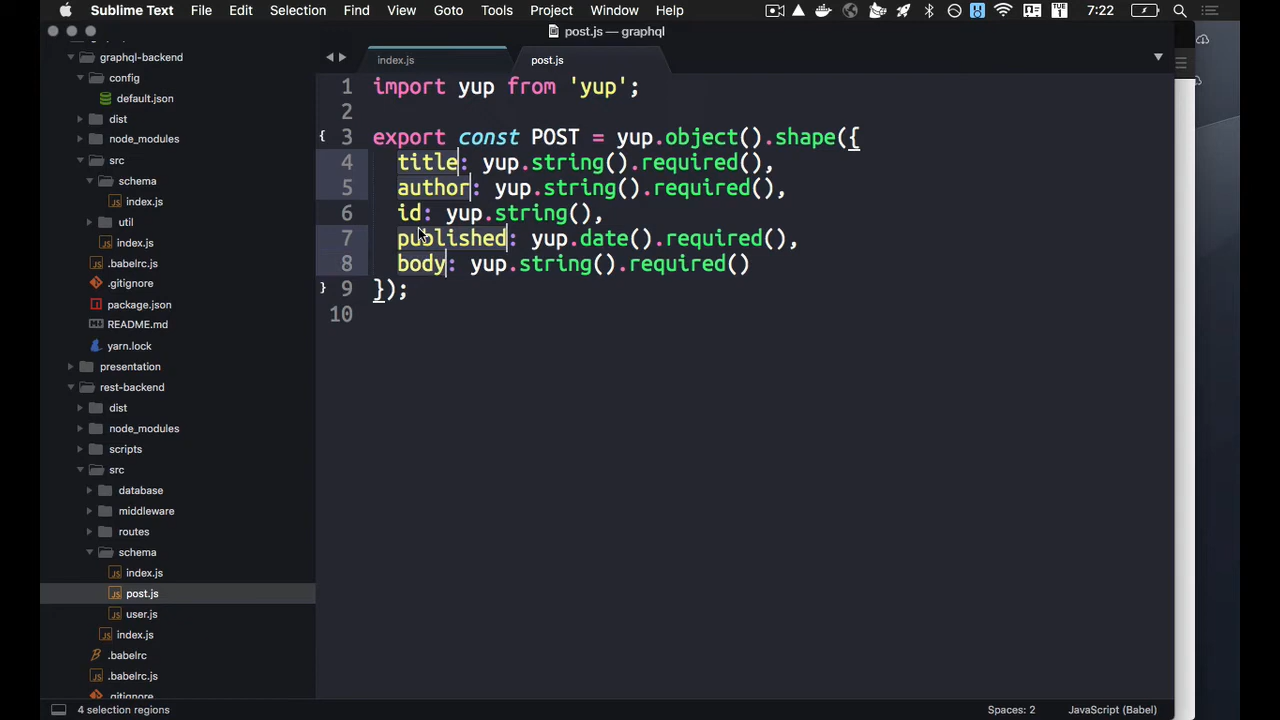 Sublime Text File Edit Selection Find View Goto Tools Project Window Help TUE 1 7:22
post.js — graphql
graphql-backend
config
default.json
dist
node_modules
src
schema
index.js
util
index.js
.babelrc.js
.gitignore
package.json
README.md
yarn.lock
presentation
rest-backend
dist
node_modules
scripts
src
database
middleware
routes
schema
index.js
post.js
user.js
index.js
.babelrc
.babelrc.js
.gitignore
index.js post.js
1 import yup from 'yup';
2
3 export const POST = yup.object().shape({
4 title: yup.string().required(),
5 author: yup.string().required(),
6 id: yup.string(),
7 published: yup.date().required(),
8 body: yup.string().required()
9 });
10
4 selection regions Spaces: 2 JavaScript (Babel)